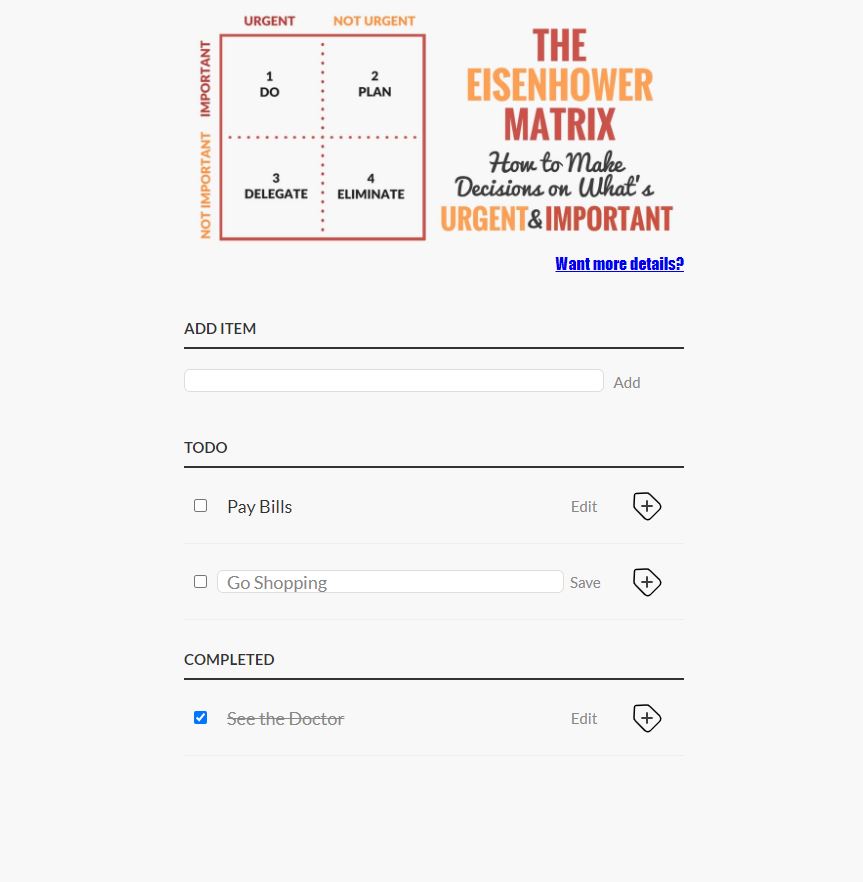 URGENT NOT URGENT
IMPORTANT
NOT IMPORTANT
1
DO
2
PLAN
3
DELEGATE
4
ELIMINATE
THE
EISENHOWER
MATRIX
How to Make
Decisions on What's
URGENT&IMPORTANT
Want more details?
ADD ITEM
Add
TODO
Pay Bills Edit
Go Shopping Save
COMPLETED
See the Doctor Edit